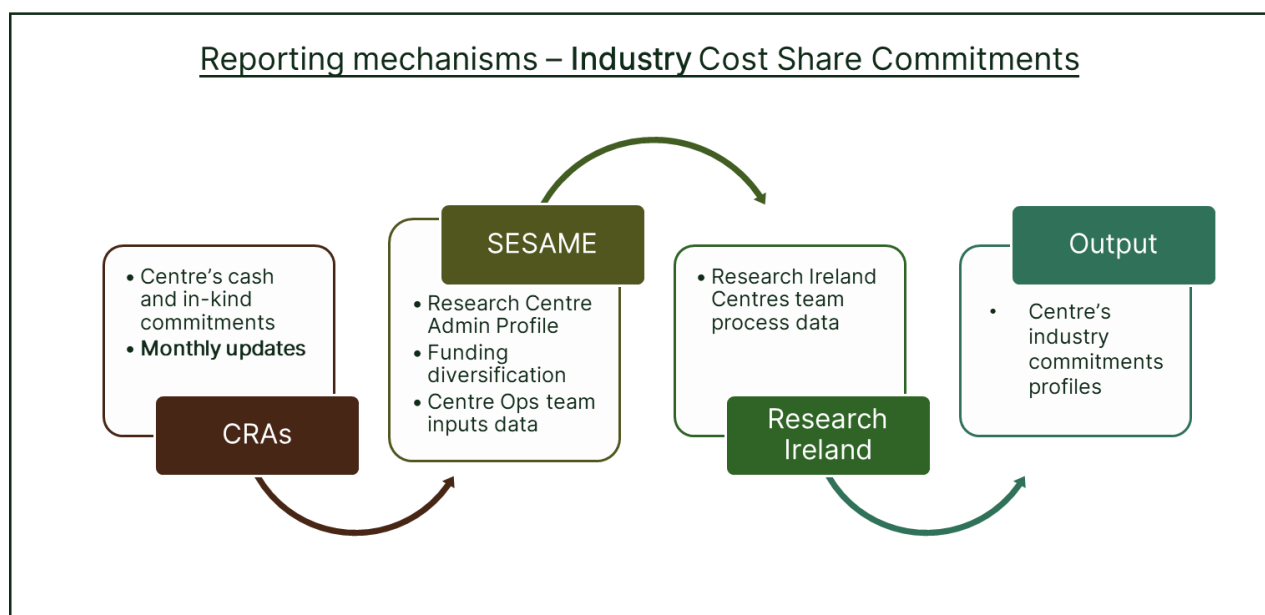 Reporting mechanisms – Industry Cost Share Commitments
• Centre’s cash
and in-kind
commitments
• Monthly updates
CRAs
SESAME
• Research Centre
Admin Profile
• Funding
diversification
• Centre Ops team
inputs data
• Research Ireland
Centres team
process data
Research
Ireland
Output
• Centre’s
industry
commitments
profiles